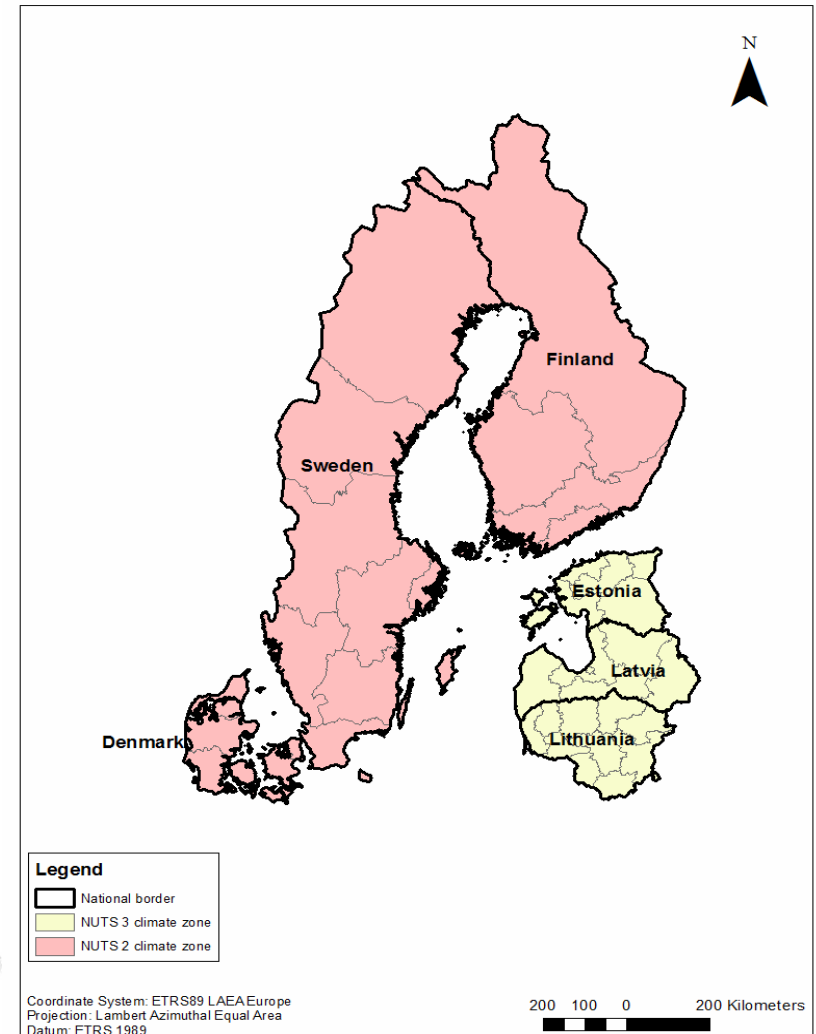 N
Finland
Sweden
Estonia
Latvia
Lithuania
Denmark
Legend
National border
NUTS 3 climate zone
NUTS 2 climate zone
Coordinate System: ETRS89 LAEA Europe
Projection: Lambert Azimuthal Equal Area
Datum: ETRS 1989
200 100 0 200 Kilometers